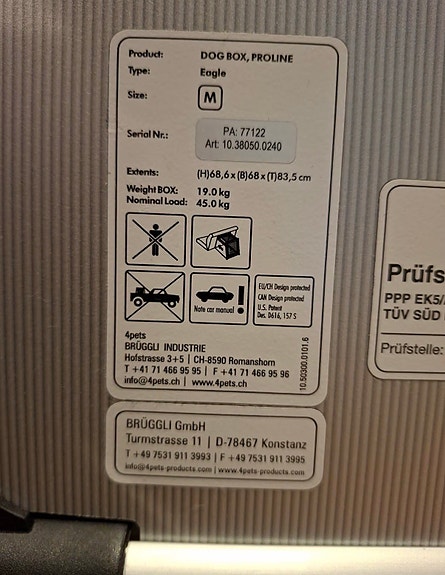 Product: DOG BOX, PROLINE
Type: Eagle
Size: M
Serial Nr.: PA: 77122
Art: 10.38050.0240
Extents: (H)68,6 x (B)68 x (T)83,5 cm
Weight BOX: 19.0 kg
Nominal Load: 45.0 kg
Note car manual !
EU/CH Design protected
CAN Design protected
U.S. Patent
Des. D616, 157 S
4pets
BRÜGGLI INDUSTRIE
Hofstrasse 3+5 | CH-8590 Romanshorn
T +41 71 466 95 95 | F +41 71 466 95 96
info@4pets.ch | www.4pets.ch
10.50300.0101.6
BRÜGGLI GmbH
Turmstrasse 11 | D-78467 Konstanz
T +49 7531 911 3993 | F +49 7531 911 3995
info@4pets-products.com | www.4pets-products.com
Prüfs
PPP EK5/
TÜV SÜD
Prüfstelle: